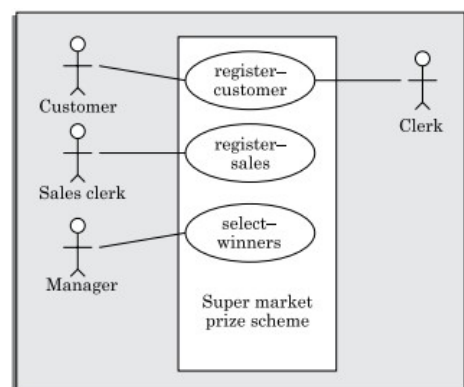 register–
customer
Customer
Clerk
register–
sales
Sales clerk
select–
winners
Manager
Super market
prize scheme